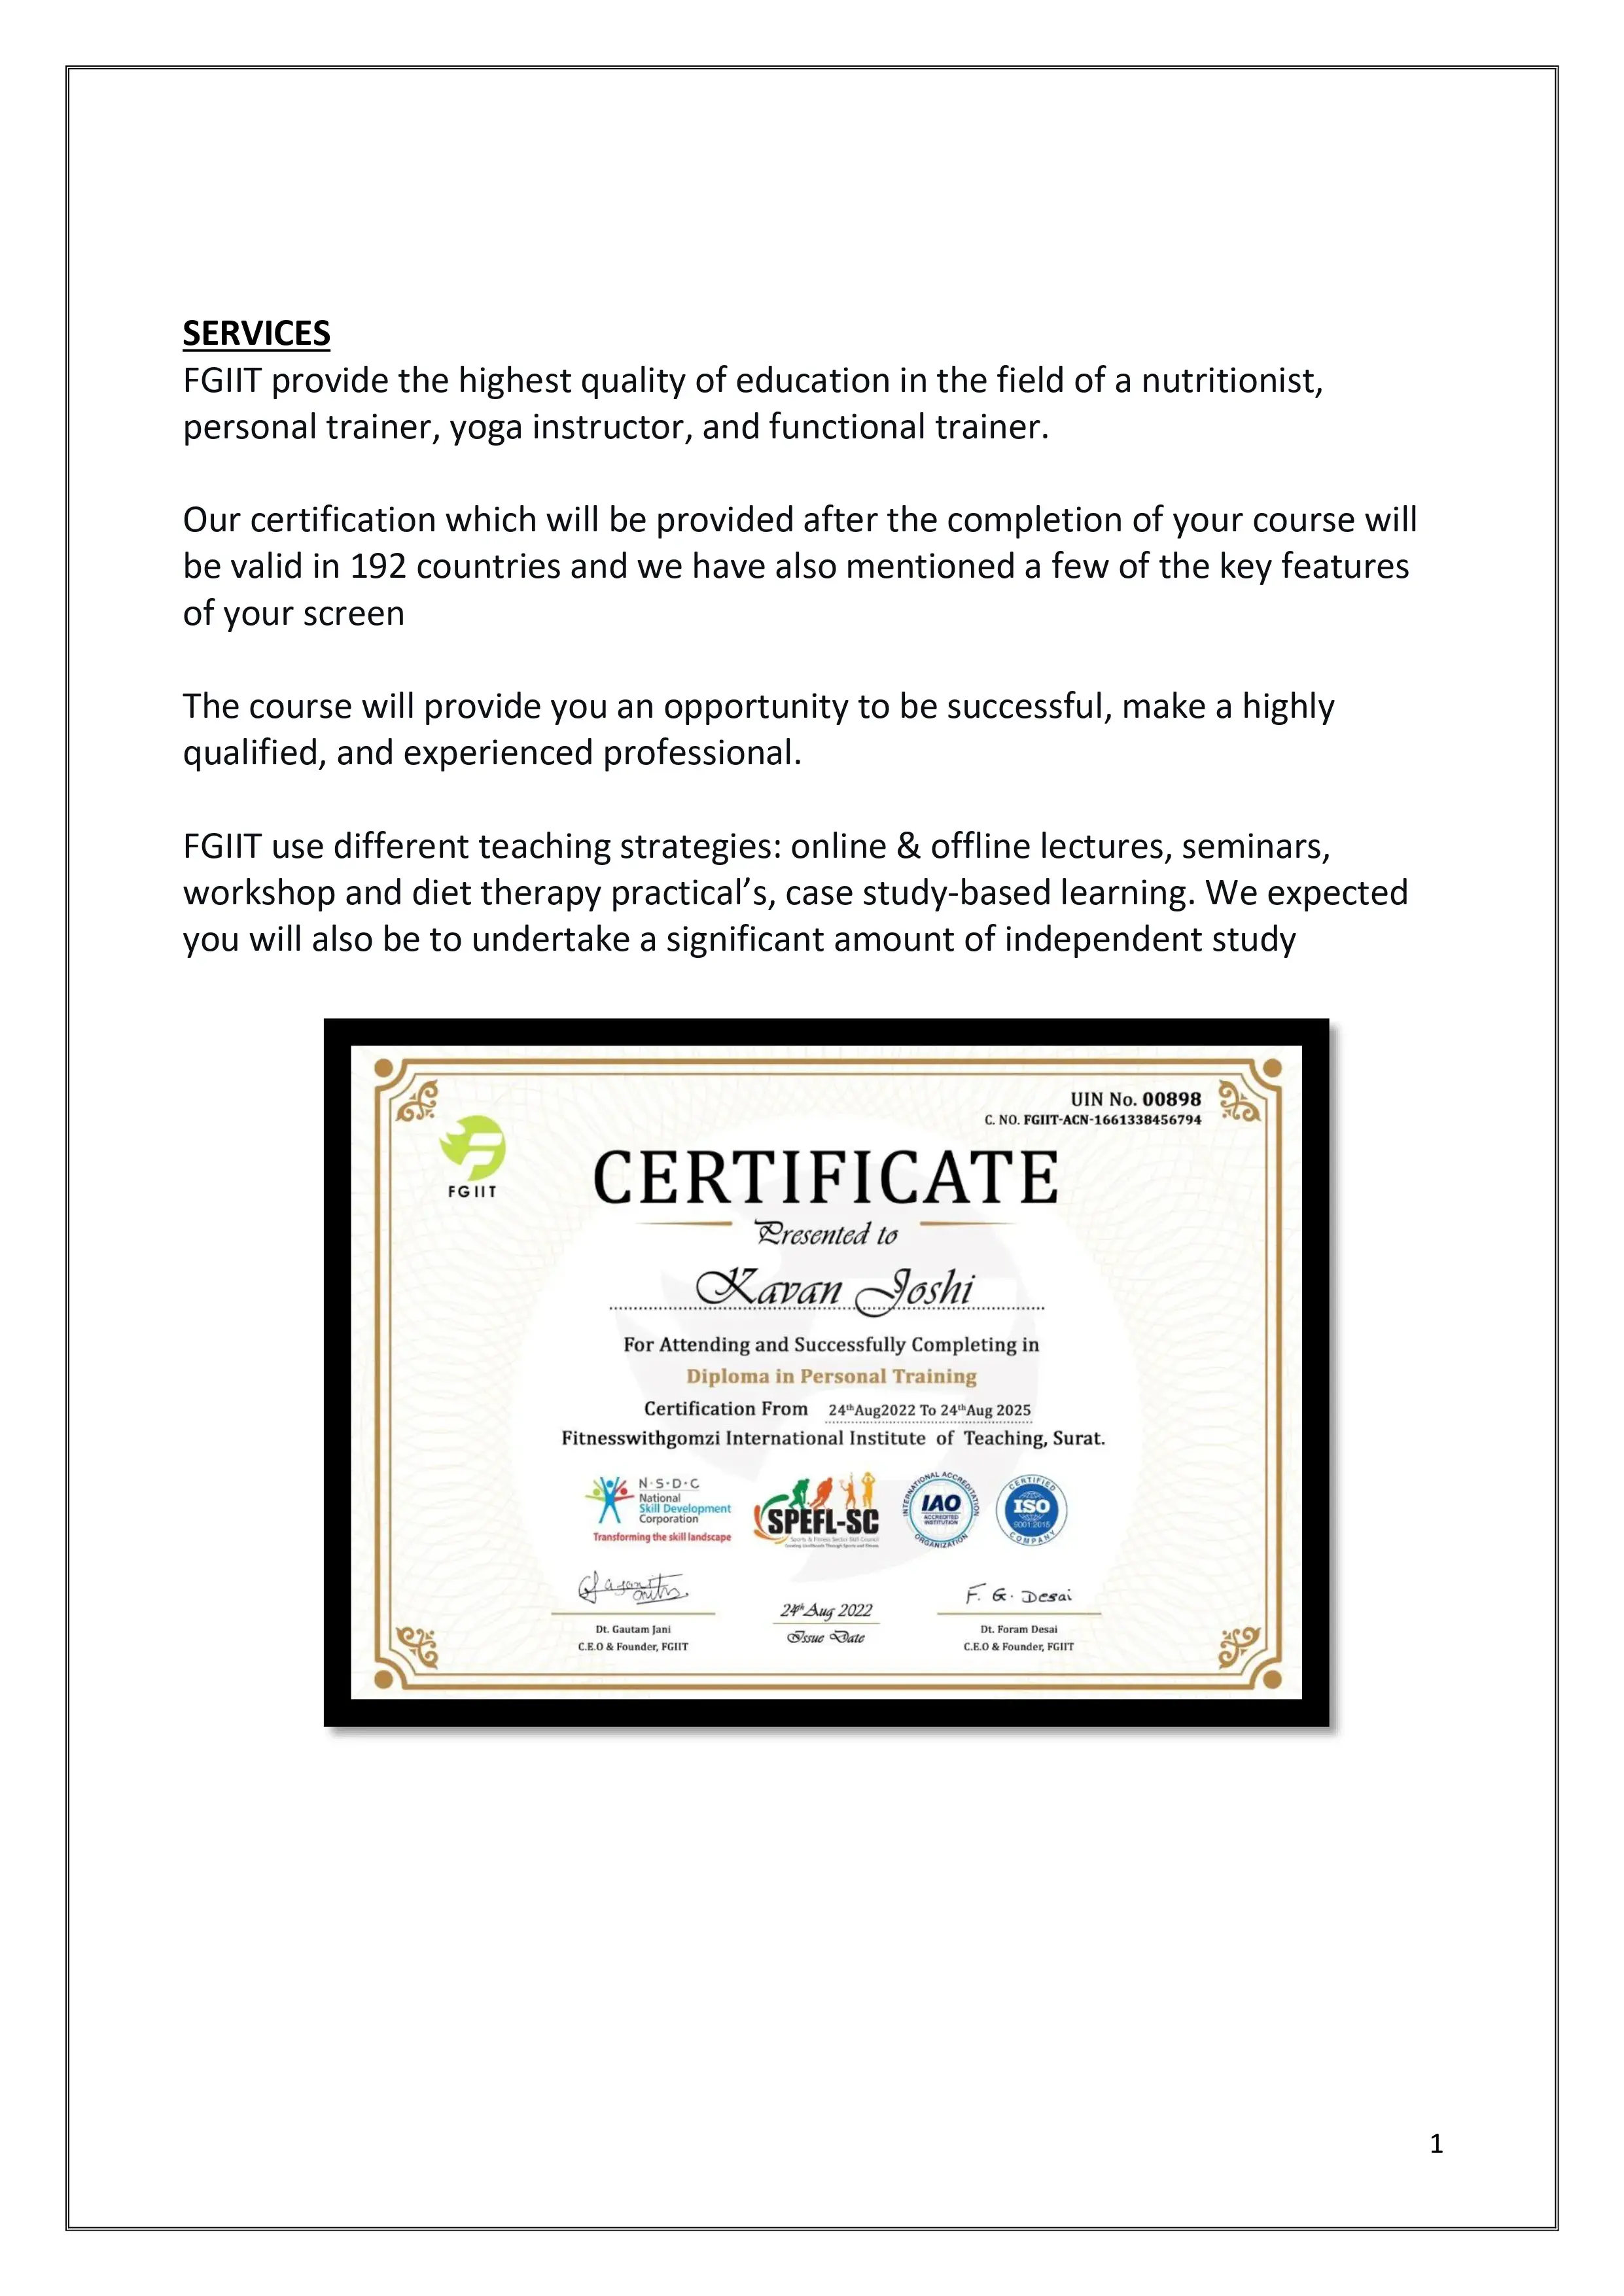 SERVICES
FGIIT provide the highest quality of education in the field of a nutritionist,
personal trainer, yoga instructor, and functional trainer.
Our certification which will be provided after the completion of your course will
be valid in 192 countries and we have also mentioned a few of the key features
of your screen
The course will provide you an opportunity to be successful, make a highly
qualified, and experienced professional.
FGIIT use different teaching strategies: online & offline lectures, seminars,
workshop and diet therapy practical’s, case study-based learning. We expected
you will also be to undertake a significant amount of independent study
UIN No. 00898
C. NO. FGIIT-ACN-1661338456794
FGIIT
CERTIFICATE
Presented to
Kavan Joshi
For Attending and Successfully Completing in
Diploma in Personal Training
Certification From 24th Aug2022 To 24th Aug 2025
Fitnesswithgomzi International Institute of Teaching, Surat.
N·S·D·C
National
Skill Development
Corporation
Transforming the skill landscape
SPEFL-SC
Sports & Fitness Sector Skill Council
INTERNATIONAL ACCREDITATION
IAO
ACCREDITED
INSTITUTION
ORGANIZATION
CERTIFIED
ISO
9001:2015
COMPANY
F. G. Desai
24th Aug 2022
Issue Date
Dt. Gautam Jani
C.E.O & Founder, FGIIT
Dt. Foram Desai
C.E.O & Founder, FGIIT
1